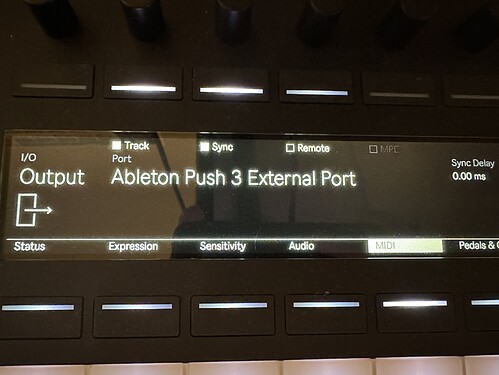 Track Sync Remote MPE
I/O Port Sync Delay
Output Ableton Push 3 External Port 0.00 ms
Status Expression Sensitivity Audio MIDI Pedals &